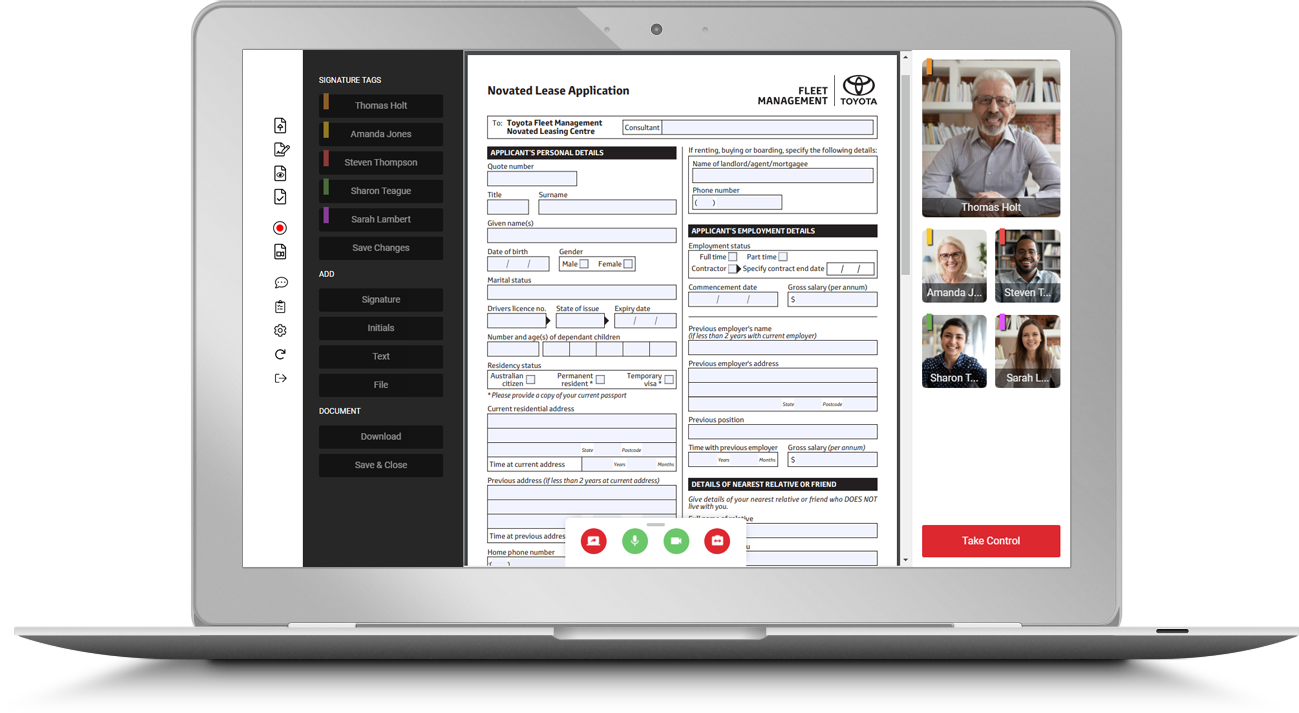 SIGNATURE TAGS
Thomas Holt
Amanda Jones
Steven Thompson
Sharon Teague
Sarah Lambert
Save Changes
ADD
Signature
Initials
Text
File
DOCUMENT
Download
Save & Close
Novated Lease Application
FLEET
MANAGEMENT
TOYOTA
To: Toyota Fleet Management
Novated Leasing Centre
Consultant
APPLICANT'S PERSONAL DETAILS
Quote number
Title Surname
Given name(s)
Date of birth Gender
/ / Male Female
Marital status
Drivers licence no. State of issue Expiry date
/ /
Number and age(s) of dependant children
Residency status
Australian citizen Permanent resident * Temporary visa *
* Please provide a copy of your current passport
Current residential address
State Postcode
Time at current address Years Months
Previous address (if less than 2 years at current address)
Time at previous address
Home phone number
( )
If renting, buying or boarding, specify the following details:
Name of landlord/agent/mortgagee
Phone number
( )
APPLICANT'S EMPLOYMENT DETAILS
Employment status
Full time Part time
Contractor Specify contract end date / /
Commencement date Gross salary (per annum)
/ / $
Previous employer's name
(if less than 2 years with current employer)
Previous employer's address
State Postcode
Previous position
Time with previous employer Gross salary (per annum)
Years Months $
DETAILS OF NEAREST RELATIVE OR FRIEND
Give details of your nearest relative or friend who DOES NOT
live with you.
Full name of relative
Thomas Holt
Amanda J... Steven T...
Sharon T... Sarah L...
Take Control